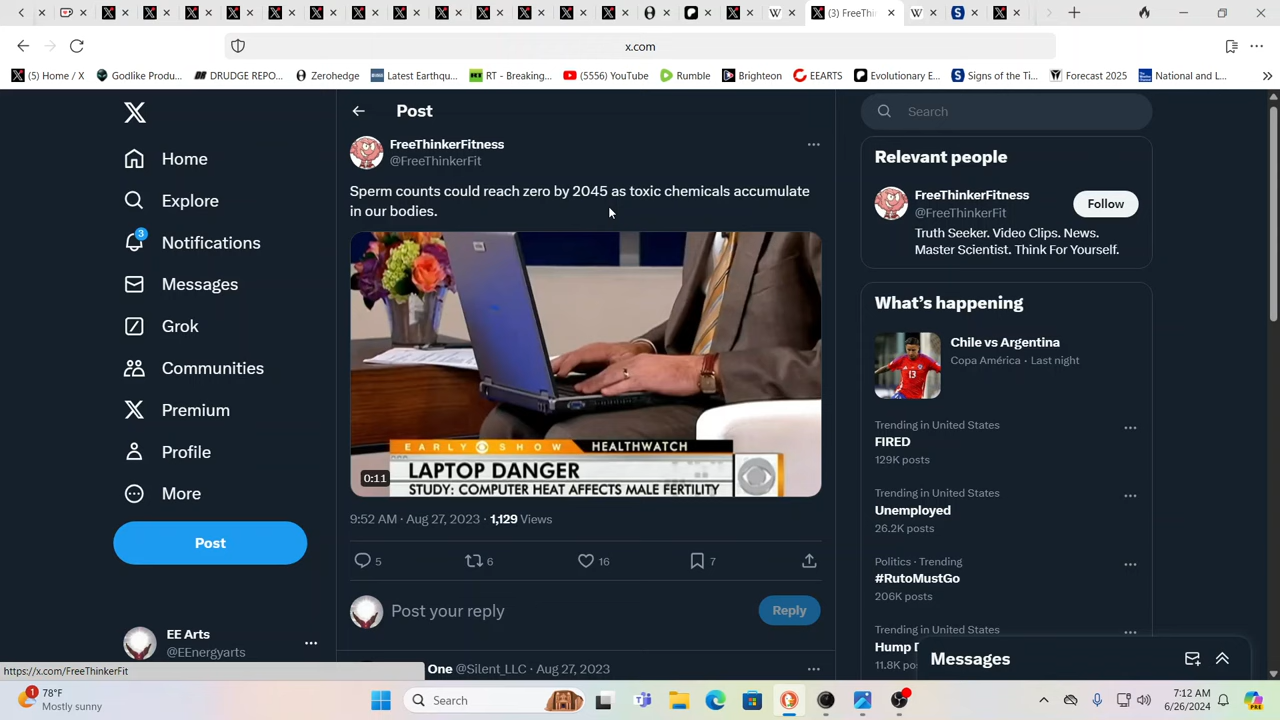 (3) FreeThin
x.com
(5) Home / X
Godlike Produ...
DRUDGE REPO...
Zerohedge
Latest Earthqu...
RT - Breaking...
(5556) YouTube
Rumble
Brighteon
EEARTS
Evolutionary E...
Signs of the Ti...
Forecast 2025
National and L...
Home
Explore
3
Notifications
Messages
Grok
Communities
Premium
Profile
More
Post
EE Arts
@EEnergyarts
https://x.com/FreeThinkerFit
Post
FreeThinkerFitness
@FreeThinkerFit
Sperm counts could reach zero by 2045 as toxic chemicals accumulate
in our bodies.
EARLY SHOW HEALTHWATCH
LAPTOP DANGER
STUDY: COMPUTER HEAT AFFECTS MALE FERTILITY
0:11
9:52 AM · Aug 27, 2023 · 1,129 Views
5
6
16
7
Post your reply
Reply
One @Silent_LLC · Aug 27, 2023
Search
Relevant people
FreeThinkerFitness
@FreeThinkerFit
Follow
Truth Seeker. Video Clips. News.
Master Scientist. Think For Yourself.
What's happening
Chile vs Argentina
Copa América · Last night
13
Trending in United States
FIRED
129K posts
Trending in United States
Unemployed
26.2K posts
Politics · Trending
#RutoMustGo
206K posts
Trending in United States
Hump D
11.8K pos
Messages
1
78°F
Mostly sunny
Search
7:12 AM
6/26/2024
PRE